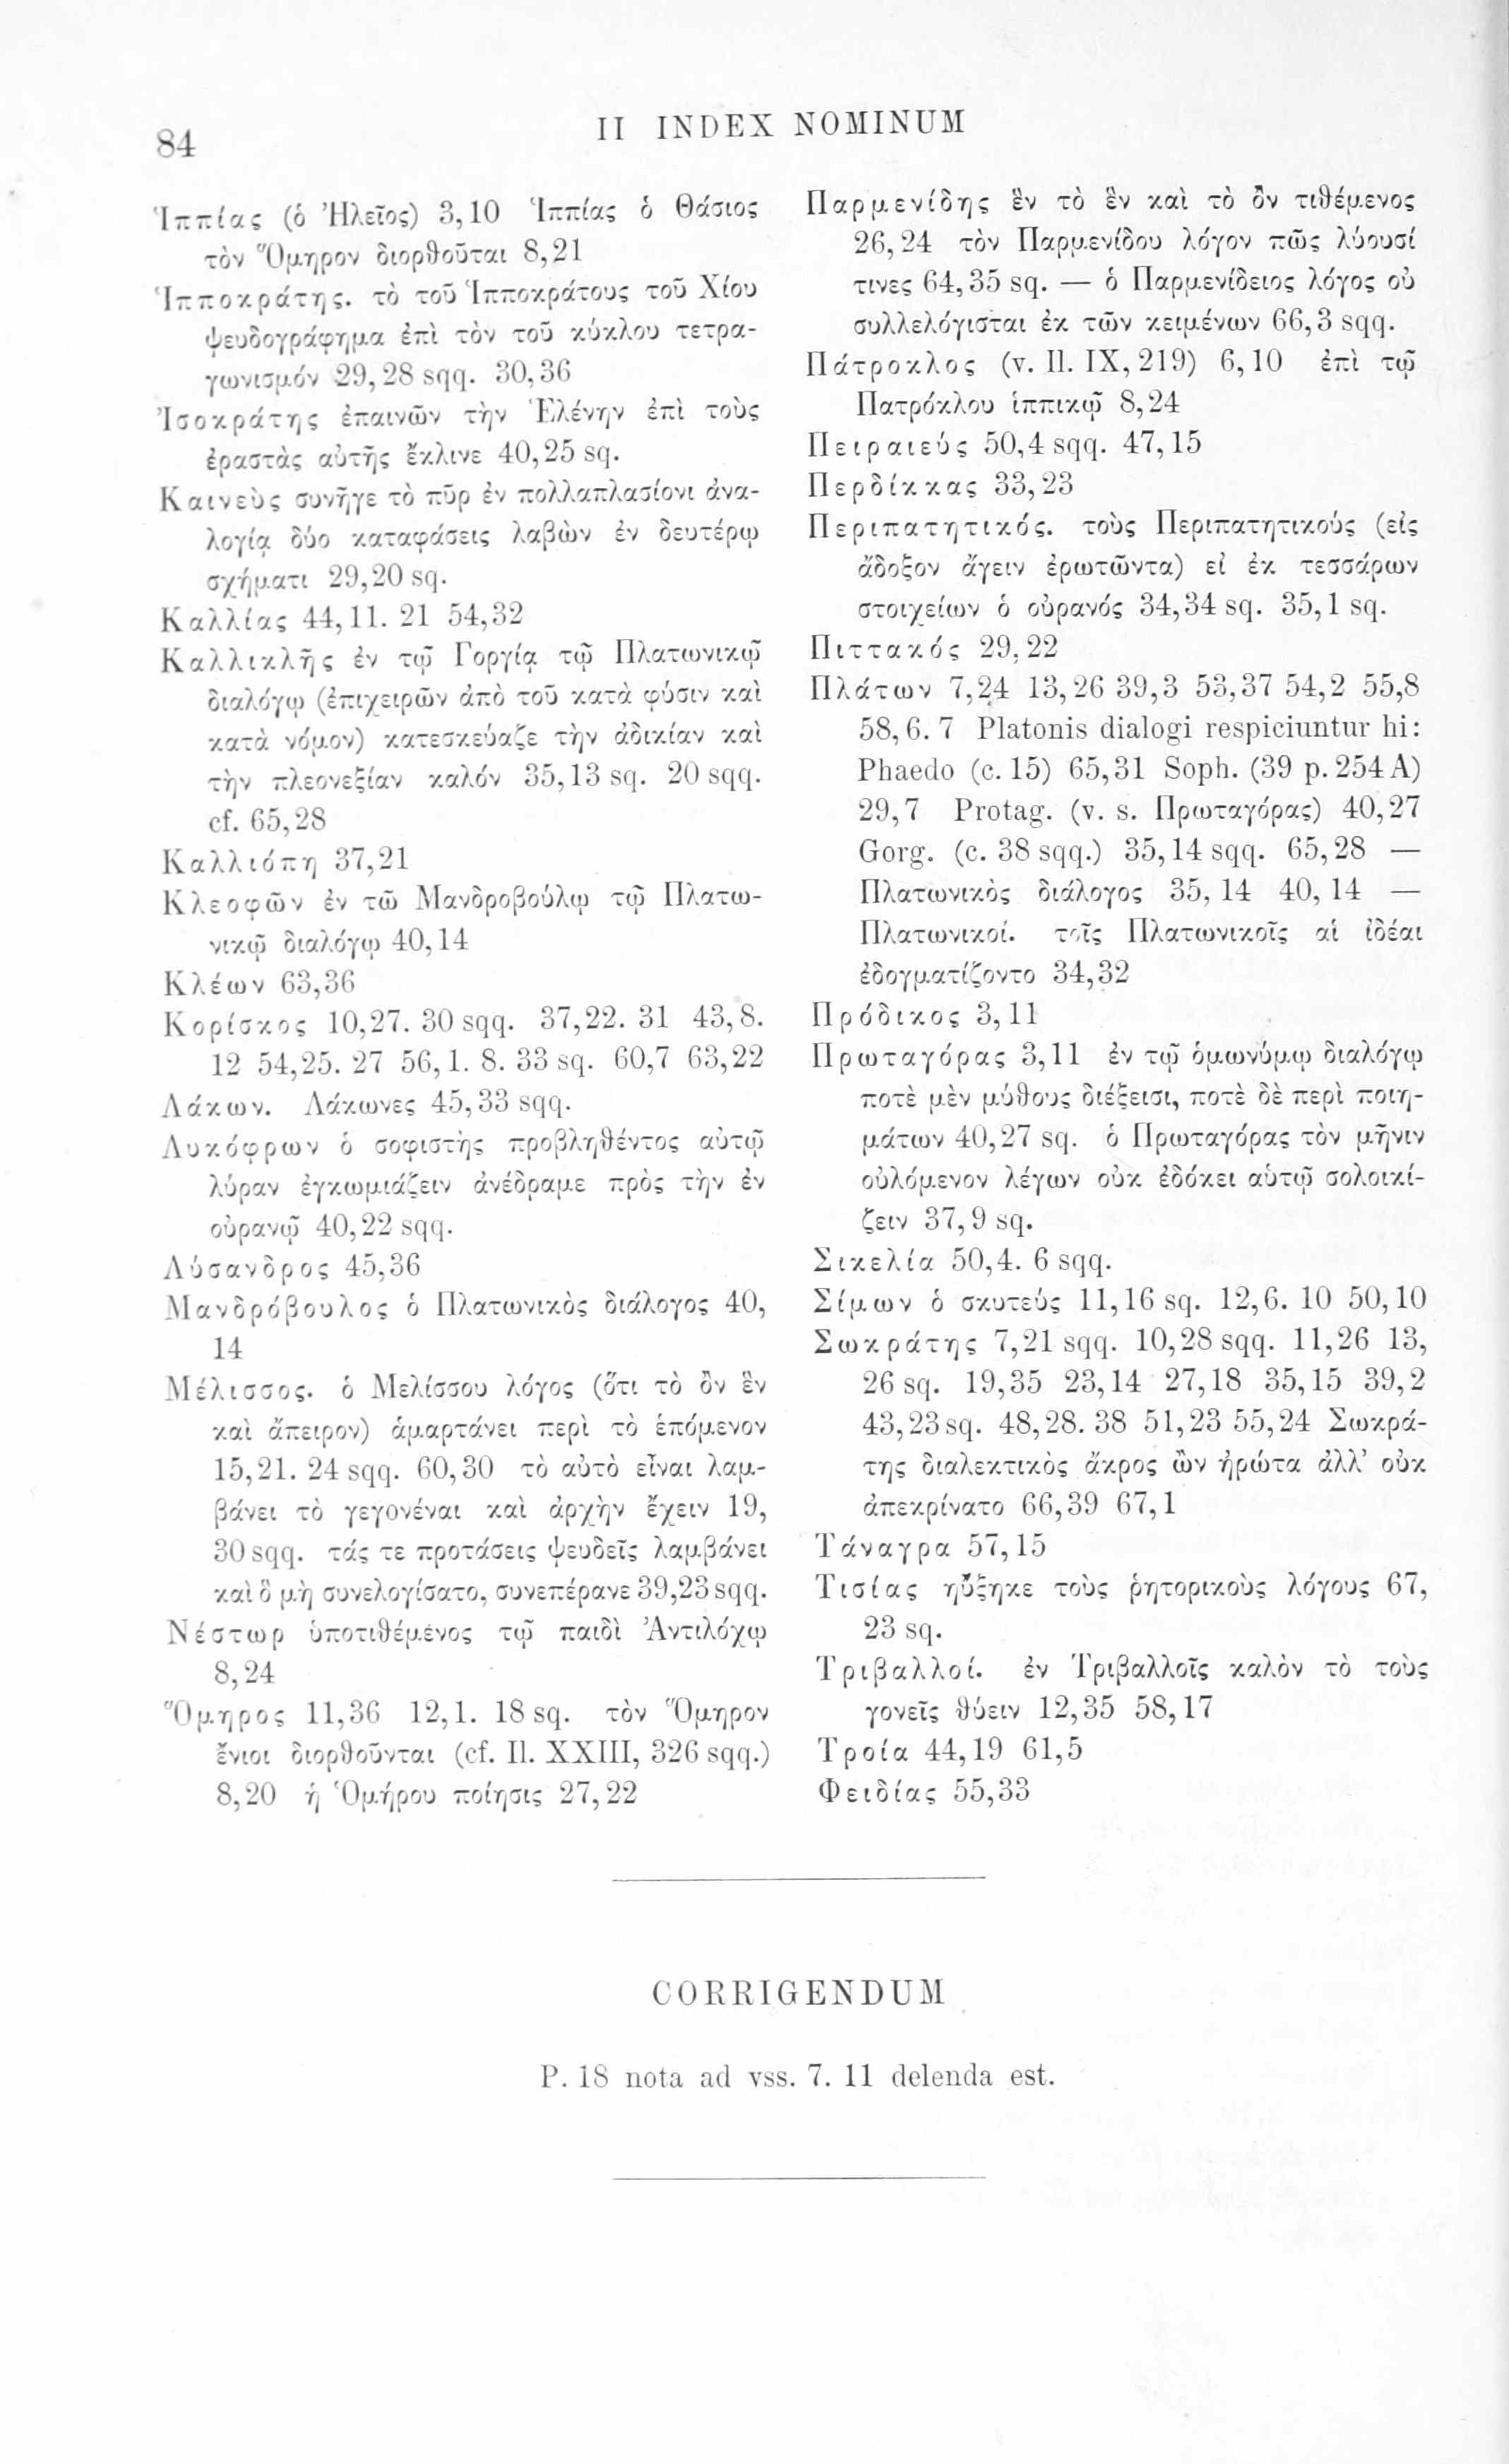 84
II INDEX NOMINUM
Ἱππίας (ὁ Ἠλεῖος) 3,10 Ἱππίας ὁ Θάσιος
τὸν Ὅμηρον διορθοῦται 8,21
Ἱπποκράτης. τὸ τοῦ Ἱπποκράτους τοῦ Χίου
ψευδογράφημα ἐπὶ τὸν τοῦ κύκλου τετρα-
γωνισμόν 29,28 sqq. 30,36
Ἰσοκράτης ἐπαινῶν τὴν Ἑλένην ἐπὶ τοὺς
ἐραστὰς αὐτῆς ἔκλινε 40,25 sq.
Καινεὺς συνῆγε τὸ πῦρ ἐν πολλαπλασίονι ἀνα-
λογίᾳ δύο καταφάσεις λαβὼν ἐν δευτέρῳ
σχήματι 29,20 sq.
Καλλίας 44,11. 21 54,32
Καλλικλῆς ἐν τῷ Γοργίᾳ τῷ Πλατωνικῷ
διαλόγῳ (ἐπιχειρῶν ἀπὸ τοῦ κατὰ φύσιν καὶ
κατὰ νόμον) κατεσκεύαζε τὴν ἀδικίαν καὶ
τὴν πλεονεξίαν καλόν 35,13 sq. 20 sqq.
cf. 65,28
Καλλιόπη 37,21
Κλεοφῶν ἐν τῶ Μανδροβούλῳ τῷ Πλατω-
νικῷ διαλόγῳ 40,14
Κλέων 63,36
Κορίσκος 10,27. 30 sqq. 37,22. 31 43,8.
12 54,25. 27 56,1. 8. 33 sq. 60,7 63,22
Λάκων. Λάκωνες 45,33 sqq.
Λυκόφρων ὁ σοφιστὴς προβληθέντος αὐτῷ
λύραν ἐγκωμιάζειν ἀνέδραμε πρὸς τὴν ἐν
οὐρανῷ 40,22 sqq.
Λύσανδρος 45,36
Μανδρόβουλος ὁ Πλατωνικὸς διάλογος 40,
14
Μέλισσος. ὁ Μελίσσου λόγος (ὅτι τὸ ὂν ἓν
καὶ ἄπειρον) ἁμαρτάνει περὶ τὸ ἑπόμενον
15,21. 24 sqq. 60,30 τὸ αὐτὸ εἶναι λαμ-
βάνει τὸ γεγονέναι καὶ ἀρχὴν ἔχειν 19,
30 sqq. τάς τε προτάσεις ψευδεῖς λαμβάνει
καὶ ὃ μὴ συνελογίσατο, συνεπέρανε 39,23 sqq.
Νέστωρ ὑποτιθέμενος τῷ παιδὶ Ἀντιλόχῳ
8,24
Ὅμηρος 11,36 12,1. 18 sq. τὸν Ὅμηρον
ἔνιοι διορθοῦνται (cf. Il. XXIII, 326 sqq.)
8,20 ἡ Ὁμήρου ποίησις 27,22
Παρμενίδης ἓν τὸ ἓν καὶ τὸ ὂν τιθέμενος
26,24 τὸν Παρμενίδου λόγον πῶς λύουσί
τινες 64,35 sq. — ὁ Παρμενίδειος λόγος οὐ
συλλελόγισται ἐκ τῶν κειμένων 66,3 sqq.
Πάτροκλος (v. Il. IX, 219) 6,10 ἐπὶ τῷ
Πατρόκλου ἱππικῷ 8,24
Πειραιεύς 50,4 sqq. 47,15
Περδίκκας 33,23
Περιπατητικός. τοὺς Περιπατητικούς (εἰς
ἄδοξον ἄγειν ἐρωτῶντα) εἰ ἐκ τεσσάρων
στοιχείων ὁ οὐρανός 34,34 sq. 35,1 sq.
Πιττακός 29,22
Πλάτων 7,24 13,26 39,3 53,37 54,2 55,8
58,6. 7 Platonis dialogi respiciuntur hi:
Phaedo (c. 15) 65,31 Soph. (39 p. 254 A)
29,7 Protag. (v. s. Πρωταγόρας) 40,27
Gorg. (c. 38 sqq.) 35,14 sqq. 65,28 —
Πλατωνικὸς διάλογος 35, 14 40, 14 —
Πλατωνικοί. τοῖς Πλατωνικοῖς αἱ ἰδέαι
ἐδογματίζοντο 34,32
Πρόδικος 3,11
Πρωταγόρας 3,11 ἐν τῷ ὁμωνύμῳ διαλόγῳ
ποτὲ μὲν μύθους διέξεισι, ποτὲ δὲ περὶ ποιη-
μάτων 40,27 sq. ὁ Πρωταγόρας τὸν μῆνιν
οὐλόμενον λέγων οὐκ ἐδόκει αὑτῷ σολοικί-
ζειν 37,9 sq.
Σικελία 50,4. 6 sqq.
Σίμων ὁ σκυτεύς 11,16 sq. 12,6. 10 50,10
Σωκράτης 7,21 sqq. 10,28 sqq. 11,26 13,
26 sq. 19,35 23,14 27,18 35,15 39,2
43,23 sq. 48,28. 38 51,23 55,24 Σωκρά-
της διαλεκτικὸς ἄκρος ὢν ἠρώτα ἀλλ’ οὐκ
ἀπεκρίνατο 66,39 67,1
Τάναγρα 57,15
Τισίας ηὔξηκε τοὺς ῥητορικοὺς λόγους 67,
23 sq.
Τριβαλλοί. ἐν Τριβαλλοῖς καλὸν τὸ τοὺς
γονεῖς θύειν 12,35 58,17
Τροία 44,19 61,5
Φειδίας 55,33
CORRIGENDUM
P. 18 nota ad vss. 7. 11 delenda est.